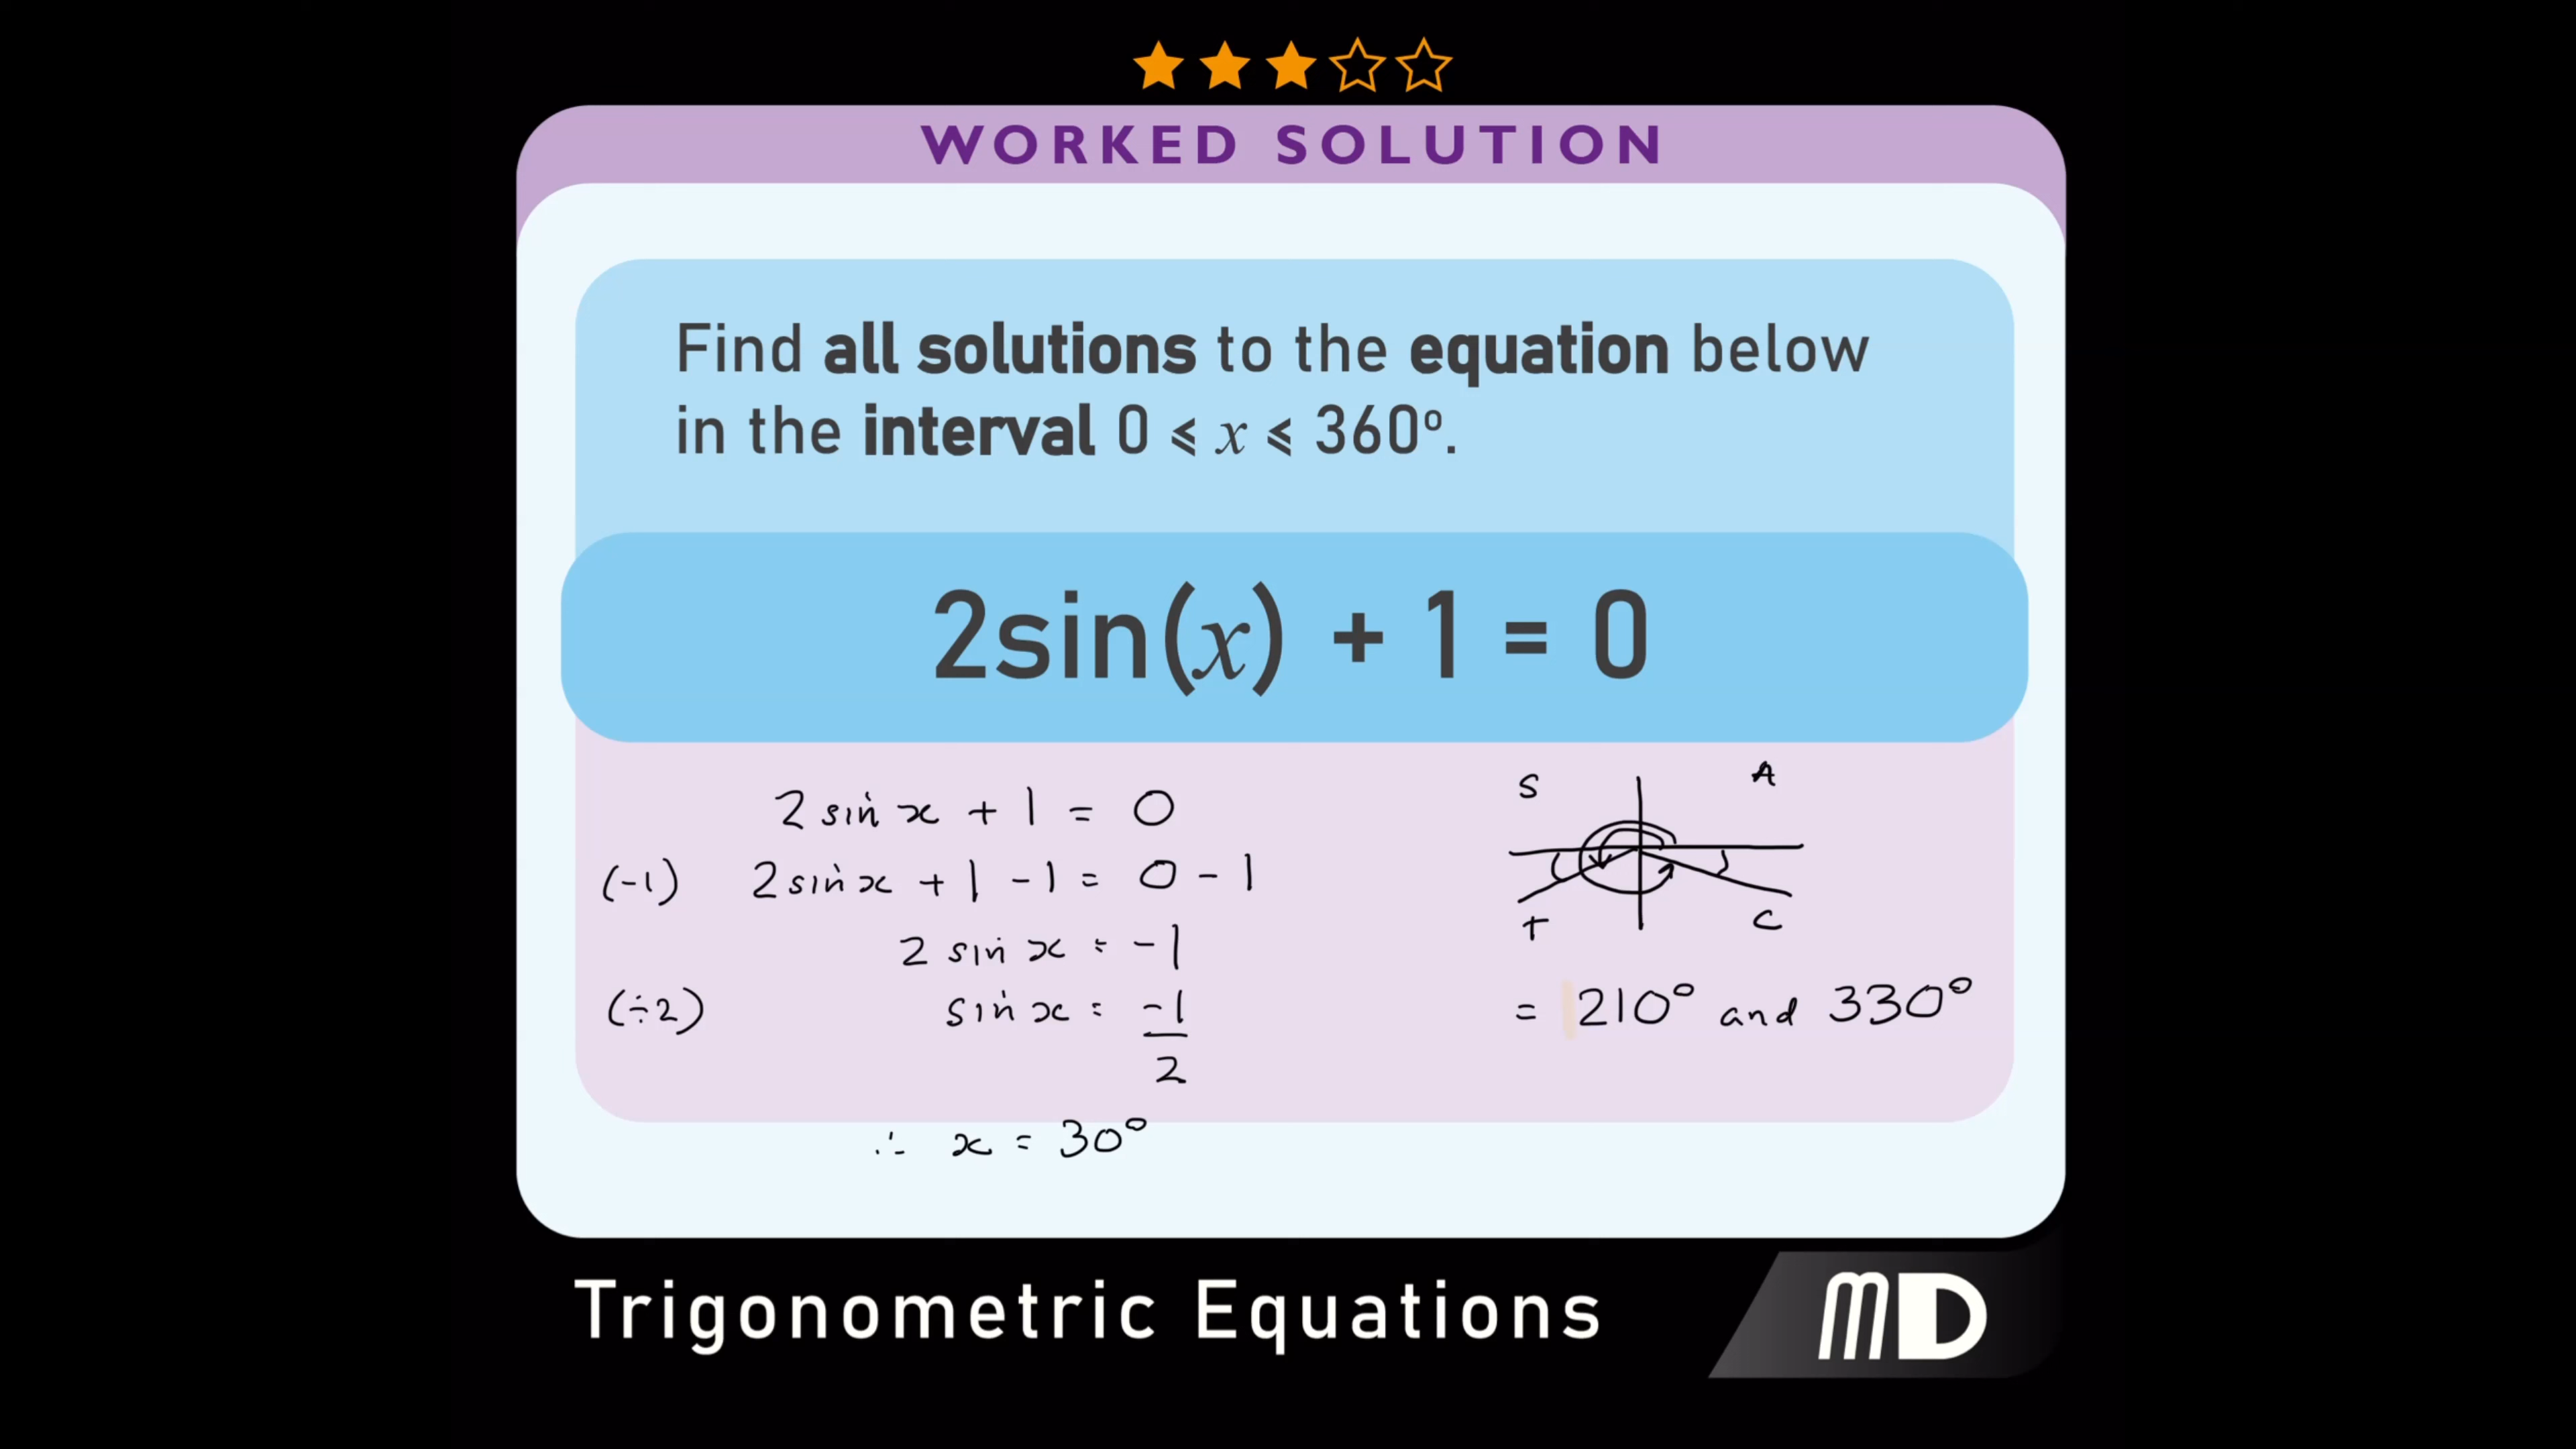 WORKED SOLUTION
Find all solutions to the equation below
in the interval 0 ⩽ x ⩽ 360º.
2sin(x) + 1 = 0
2 sin x + 1 = 0
(-1) 2 sin x + 1 - 1 = 0 - 1
2 sin x = -1
(÷2) sin x = -1
2
∴ x = 30°
S A
T C
= 210° and 330°
Trigonometric Equations
MD